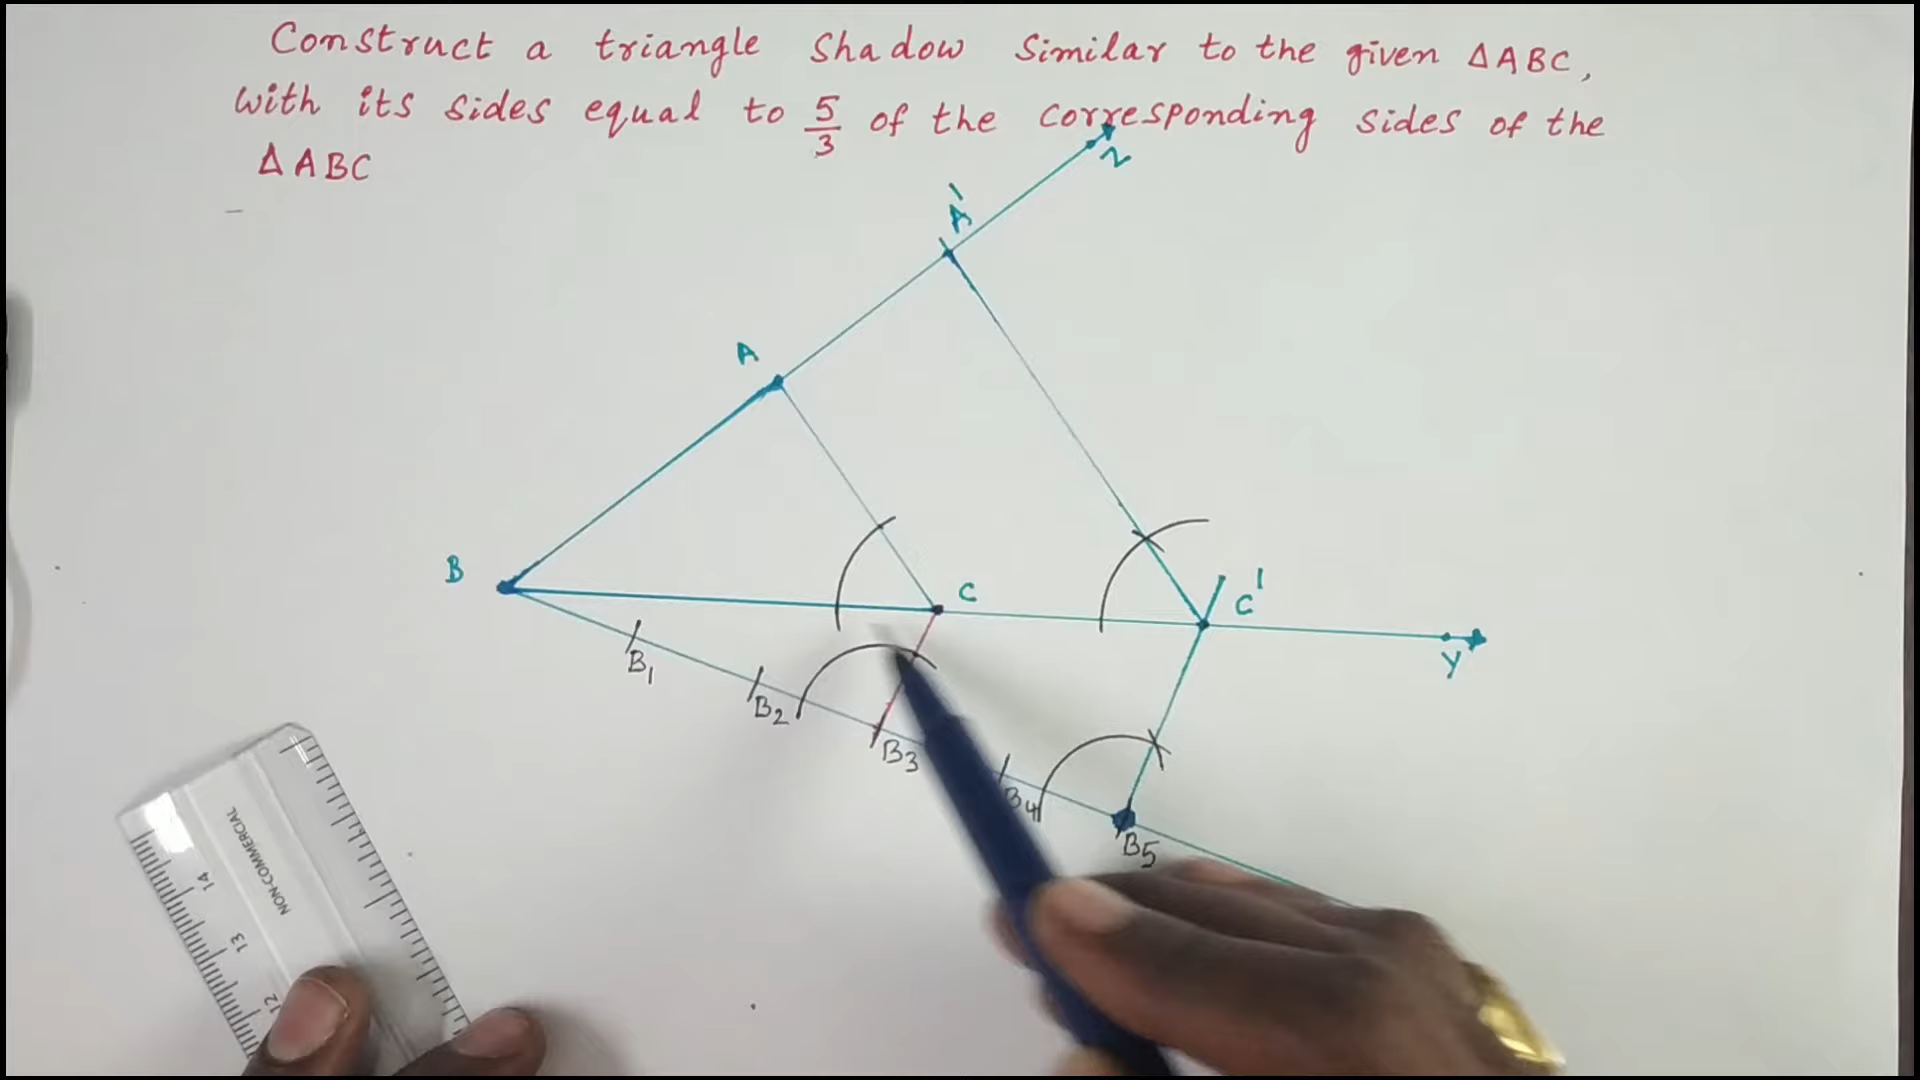 Construct a triangle shadow similar to the given ΔABC,
with its sides equal to 5/3 of the corresponding sides of the
ΔABC
A'
A
B
C
C'
Y
B1
B2
B3
B4
B5
NON-COMMERCIAL
14
13
12